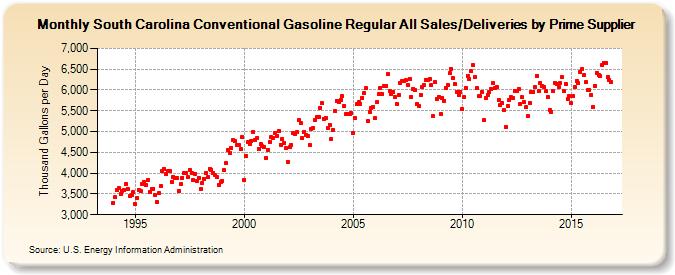 Monthly South Carolina Conventional Gasoline Regular All Sales/Deliveries by Prime Supplier
Thousand Gallons per Day
7,000
6,500
6,000
5,500
5,000
4,500
4,000
3,500
3,000
1995 2000 2005 2010 2015
Source: U.S. Energy Information Administration